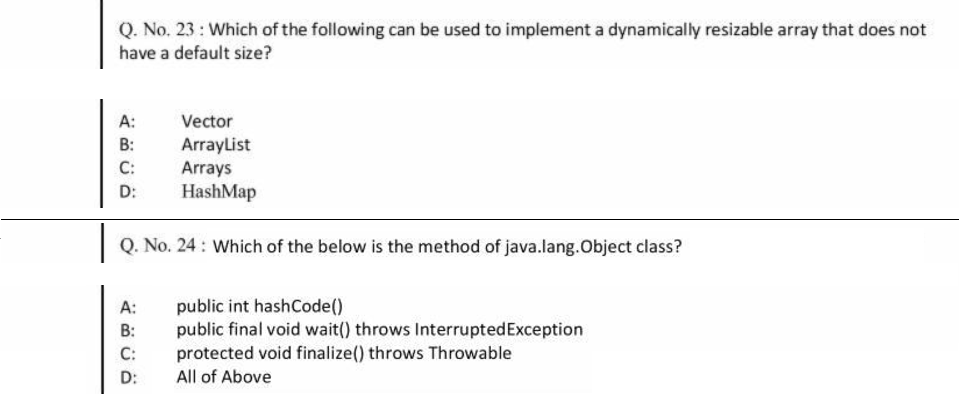 Q. No. 23 : Which of the following can be used to implement a dynamically resizable array that does not
have a default size?
A: Vector
B: ArrayList
C: Arrays
D: HashMap
Q. No. 24 : Which of the below is the method of java.lang.Object class?
A: public int hashCode()
B: public final void wait() throws InterruptedException
C: protected void finalize() throws Throwable
D: All of Above